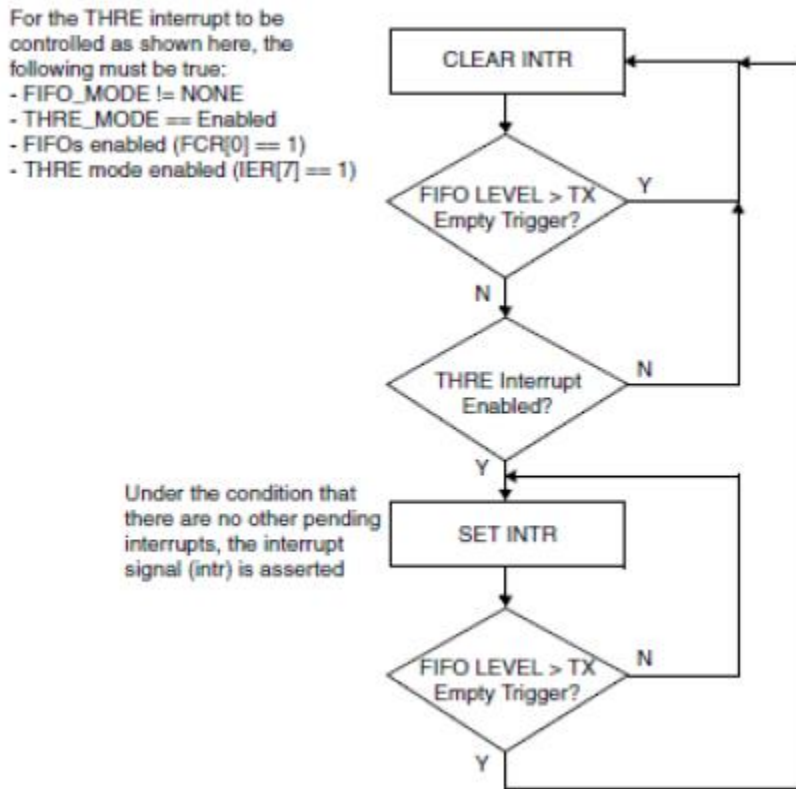 For the THRE interrupt to be
controlled as shown here, the
following must be true:
- FIFO_MODE != NONE
- THRE_MODE == Enabled
- FIFOs enabled (FCR[0] == 1)
- THRE mode enabled (IER[7] == 1)
CLEAR INTR
FIFO LEVEL > TX
Empty Trigger?
Y
N
THRE Interrupt
Enabled?
N
Y
Under the condition that
there are no other pending
interrupts, the interrupt
signal (intr) is asserted
SET INTR
FIFO LEVEL > TX
Empty Trigger?
N
Y